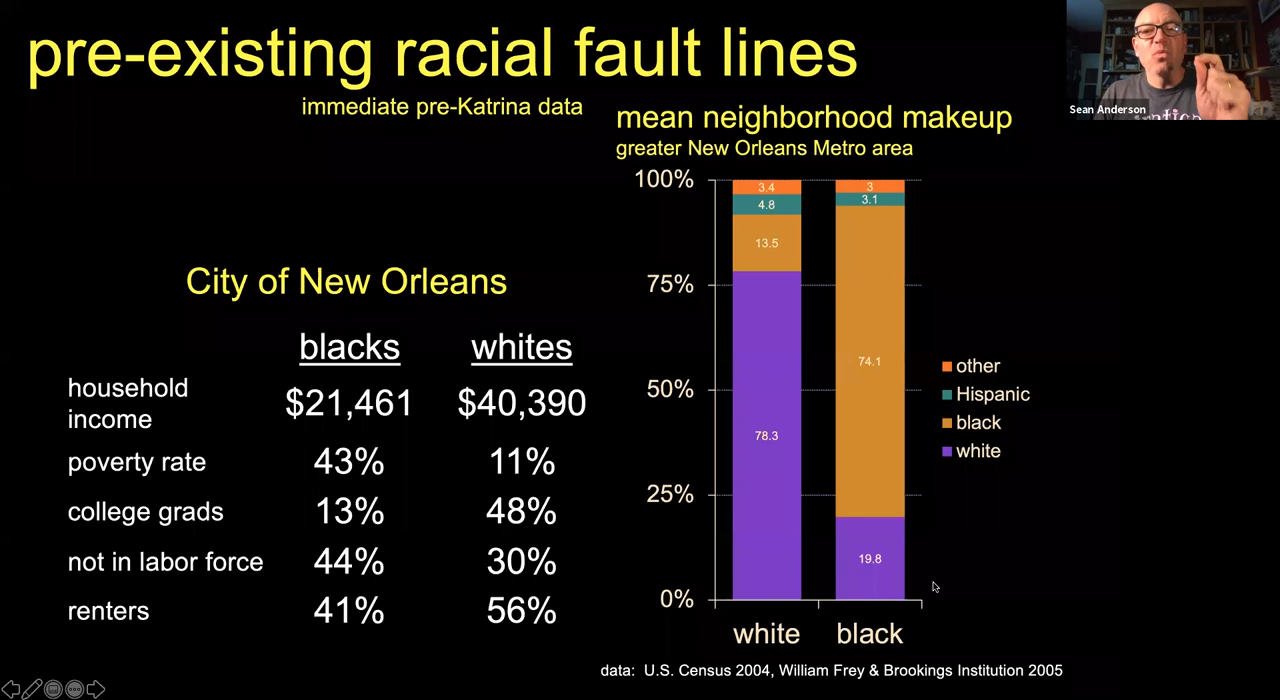 pre-existing racial fault lines
immediate pre-Katrina data
Sean Anderson
mean neighborhood makeup
greater New Orleans Metro area
City of New Orleans
blacks whites
household
income $21,461 $40,390
poverty rate 43% 11%
college grads 13% 48%
not in labor force 44% 30%
renters 41% 56%
100%
75%
50%
25%
0%
3.4
4.8
13.5
78.3
3
3.1
74.1
19.8
white black
other
Hispanic
black
white
data: U.S. Census 2004, William Frey & Brookings Institution 2005